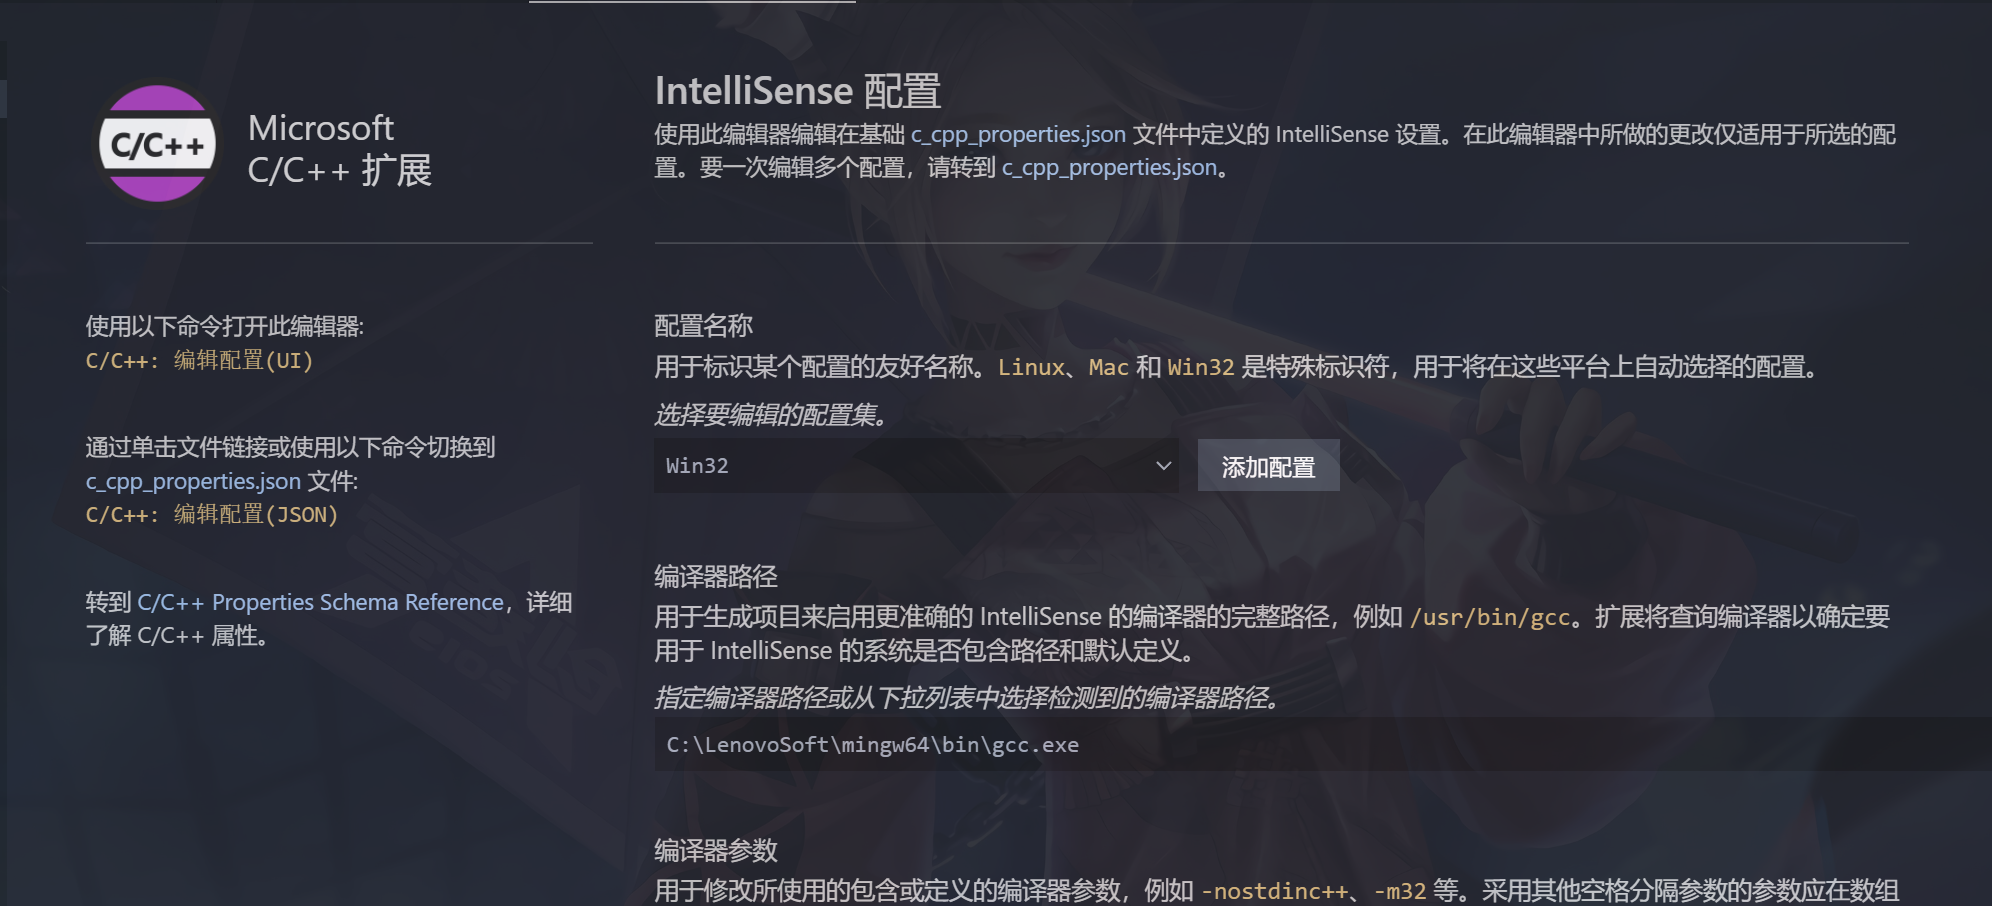 C/C++
Microsoft
C/C++ 扩展
使用以下命令打开此编辑器:
C/C++: 编辑配置(UI)
通过单击文件链接或使用以下命令切换到
c_cpp_properties.json 文件:
C/C++: 编辑配置(JSON)
转到 C/C++ Properties Schema Reference，详细
了解 C/C++ 属性。
IntelliSense 配置
使用此编辑器编辑在基础 c_cpp_properties.json 文件中定义的 IntelliSense 设置。在此编辑器中所做的更改仅适用于所选的配
置。要一次编辑多个配置，请转到 c_cpp_properties.json。
配置名称
用于标识某个配置的友好名称。Linux、Mac 和 Win32 是特殊标识符，用于将在这些平台上自动选择的配置。
选择要编辑的配置集。
Win32
添加配置
编译器路径
用于生成项目来启用更准确的 IntelliSense 的编译器的完整路径，例如 /usr/bin/gcc。扩展将查询编译器以确定要
用于 IntelliSense 的系统是否包含路径和默认定义。
指定编译器路径或从下拉列表中选择检测到的编译器路径。
C:\LenovoSoft\mingw64\bin\gcc.exe
编译器参数
用于修改所使用的包含或定义的编译器参数，例如 -nostdinc++、-m32 等。采用其他空格分隔参数的参数应在数组